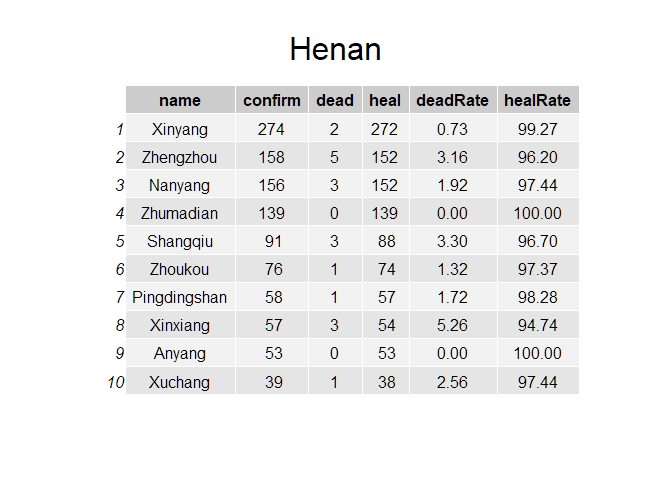 Henan
name confirm dead heal deadRate healRate
1 Xinyang 274 2 272 0.73 99.27
2 Zhengzhou 158 5 152 3.16 96.20
3 Nanyang 156 3 152 1.92 97.44
4 Zhumadian 139 0 139 0.00 100.00
5 Shangqiu 91 3 88 3.30 96.70
6 Zhoukou 76 1 74 1.32 97.37
7 Pingdingshan 58 1 57 1.72 98.28
8 Xinxiang 57 3 54 5.26 94.74
9 Anyang 53 0 53 0.00 100.00
10 Xuchang 39 1 38 2.56 97.44